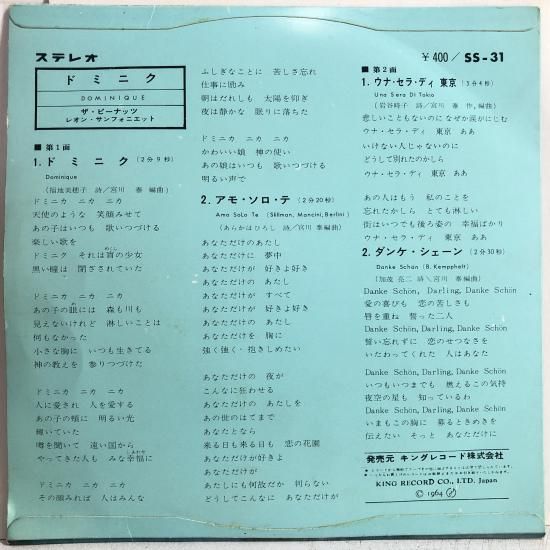 ステレオ
ドミニク
DOMINIQUE
ザ・ピーナッツ
レオン・サンフォニエット
■ 第1面
1. ドミニク (2分9秒)
Dominique
(福地美穂子 詩/宮川 泰 編曲)
ドミニカ ニカ ニカ
天使のような 笑顔みせて
あの子はいつも 歌いつづける
楽しい歌を
ドミニク それは盲の少女
めくら
黒い瞳は 閉ざされていた
ドミニカ ニカ ニカ
あの子の眼には 森も川も
見えないけれど 淋しいことは
何もなかった
小さな胸に いつも生きてる
神の教えを 参りつづけた
ドミニカ ニカ ニカ
人に愛され 人を愛する
あの子の頬に 明るい光
輝いていた
噂を聞いて 遠い国から
やってきた人も みな幸福に
しあわせ
ドミニカ ニカ ニカ
その顔みれば 人はみんな
ふしぎなことに 苦しさ忘れ
仕事に励み
朝はだれしも 太陽を仰ぎ
夜は静かな 眠りに落ちた
ドミニカ ニカ ニカ
かわいい娘 神の使い
あの娘はいつも 歌いつづける
明るい声で
2. アモ・ソロ・テ (2分20秒)
Amo SoLo Te (Skillman, Mancini, Berlini)
(あらかはひろし 詩/宮川泰編曲)
あなただけのあたし
あなただけに 夢中
あなただけが 好きよ好き
あなただけの あたし
あなただけが すべて
あなただけが 好きよ好き
あなただけの あたし
あなただけを 胸に
強く強く・抱きしめたい
あなただけの 夜が
こんなに狂わせる
あなただけの あたしを
あの世のはてまで
あなたとなら
来る日も来る日も 恋の花園
あなただけが好きよ
あなただけが
あたしにも何故だか 判らない
どうしてこんなに あなただけが
¥400/SS-31
■ 第2面
1. ウナ・セラ・ディ 東京 (3分4秒)
Una Sera Di Tokio
(岩谷時子 詩/宮川 泰 作,編曲)
悲しいこともないのに なぜか涙がにじむ
ウナ・セラ・ディ 東京 ああ
いけない人じゃないのに
どうして別れたのかしら
ウナ・セラ・ディ 東京 ああ
あの人はもう 私のことを
忘れたかしら とても淋しい
街はいつでも後ろ姿の 幸福ばかり
ウナ・セラ・ディ 東京 ああ
2. ダンケ・シェーン (2分30秒)
Danke Schön (B. Kemppheit)
(加茂 亮二 詩/宮川 泰編曲)
Danke Schön, Darling, Danke Schön
愛の喜びも 恋の苦しさも
唇を重ね 誓った二人
Danke Schön, Darling, Danke Schön
誓い忘れずに 恋のせつなさを
いたわってくれた 人はあなた
Danke Schön, Darling, Danke Schön
いつもいつまでも 燃えるこの気持
夜空の星も 知っているわ
Danke Schön, Darling, Danke Schön
いまもこの胸に 募るときめきを
伝えたい そっと あなただけに
発売元 キングレコード株式会社
KING RECORD CO., LTD. Japan
© 1964 Ⓟ